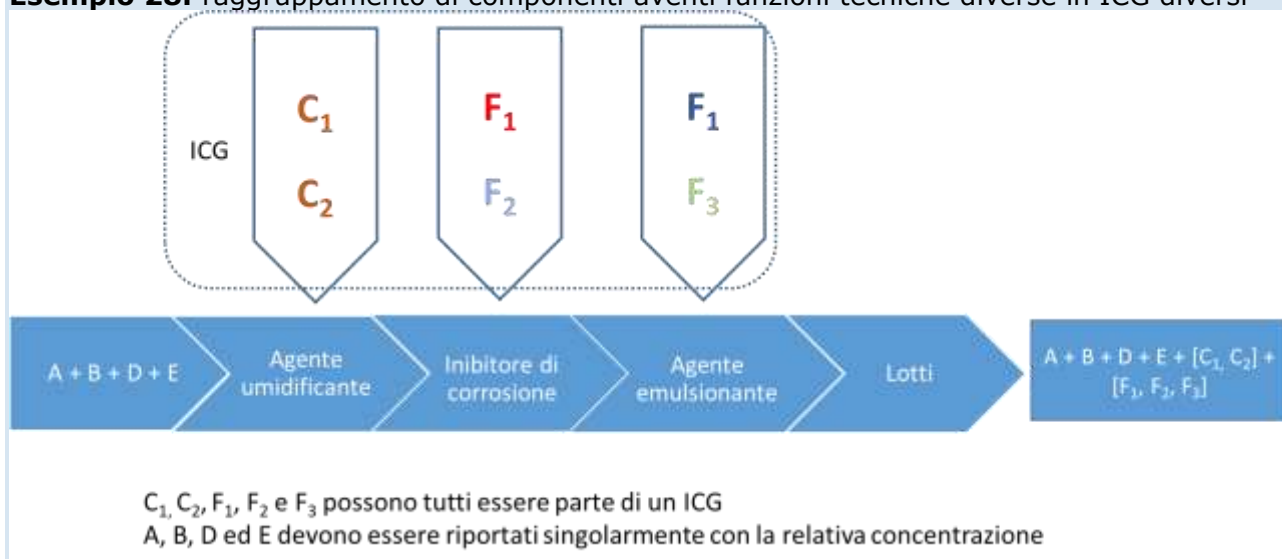 Esempio 28: raggruppamento di componenti aventi funzioni tecniche diverse in ICG diversi
C1 F1 F1
ICG
C2 F2 F3
A + B + D + E
Agente
umidificante
Inibitore di
corrosione
Agente
emulsionante
Lotti
A + B + D + E + [C1, C2] +
[F1, F2, F3]
C1, C2, F1, F2 e F3 possono tutti essere parte di un ICG
A, B, D ed E devono essere riportati singolarmente con la relativa concentrazione